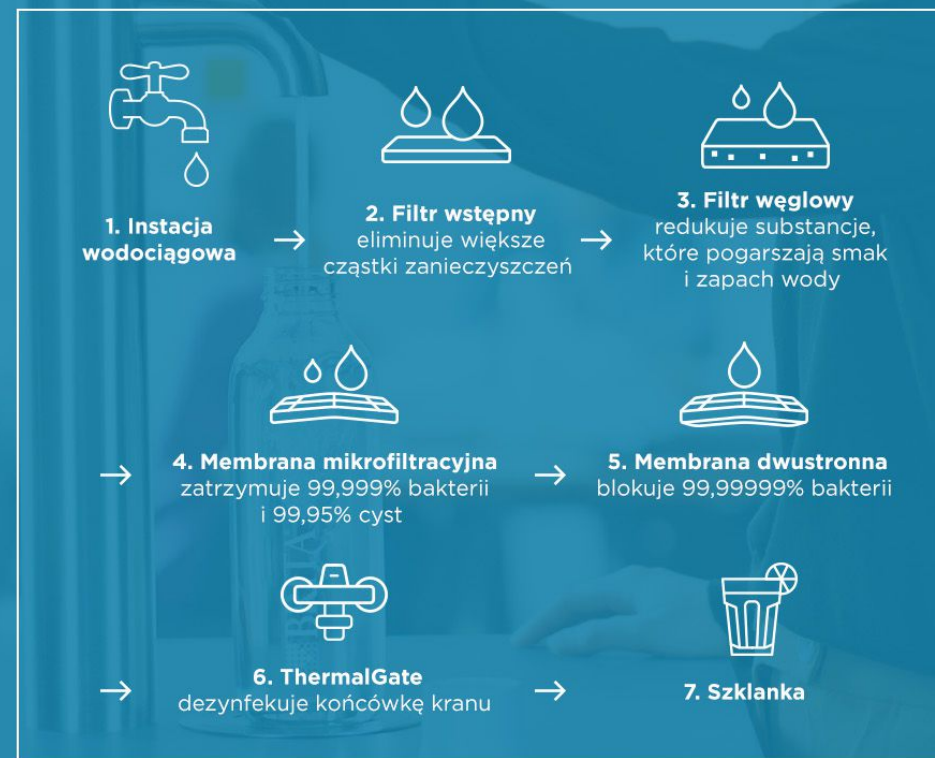 1. Instacja
wodociągowa
2. Filtr wstępny
eliminuje większe
cząstki zanieczyszczeń
3. Filtr węglowy
redukuje substancje,
które pogarszają smak
i zapach wody
4. Membrana mikrofiltracyjna
zatrzymuje 99,999% bakterii
i 99,95% cyst
5. Membrana dwustronna
blokuje 99,99999% bakterii
6. ThermalGate
dezynfekuje końcówkę kranu
7. Szklanka